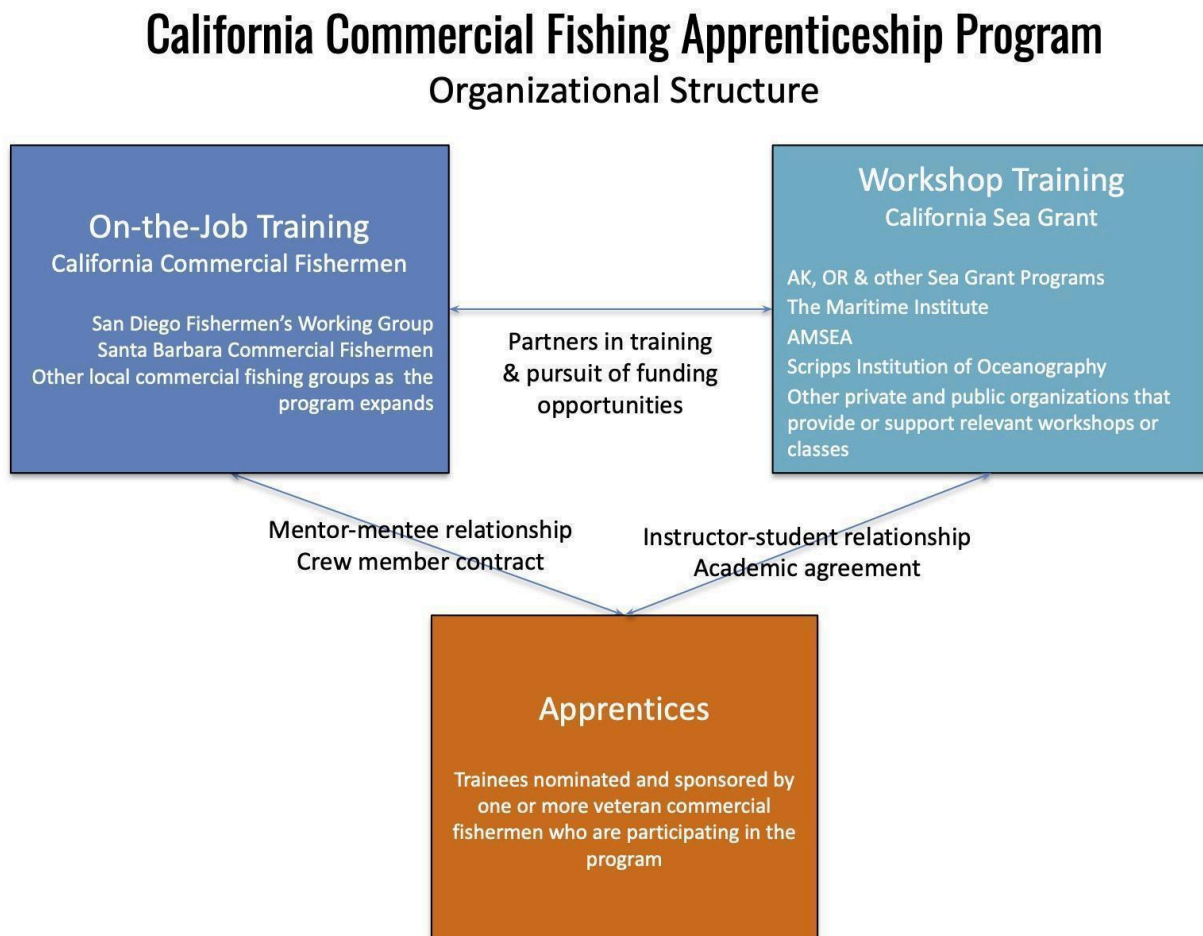 California Commercial Fishing Apprenticeship Program
Organizational Structure
On-the-Job Training
California Commercial Fishermen
San Diego Fishermen's Working Group
Santa Barbara Commercial Fishermen
Other local commercial fishing groups as the
program expands
Partners in training
& pursuit of funding
opportunities
Workshop Training
California Sea Grant
AK, OR & other Sea Grant Programs
The Maritime Institute
AMSEA
Scripps Institution of Oceanography
Other private and public organizations that
provide or support relevant workshops or
classes
Mentor-mentee relationship
Crew member contract
Instructor-student relationship
Academic agreement
Apprentices
Trainees nominated and sponsored by
one or more veteran commercial
fishermen who are participating in the
program